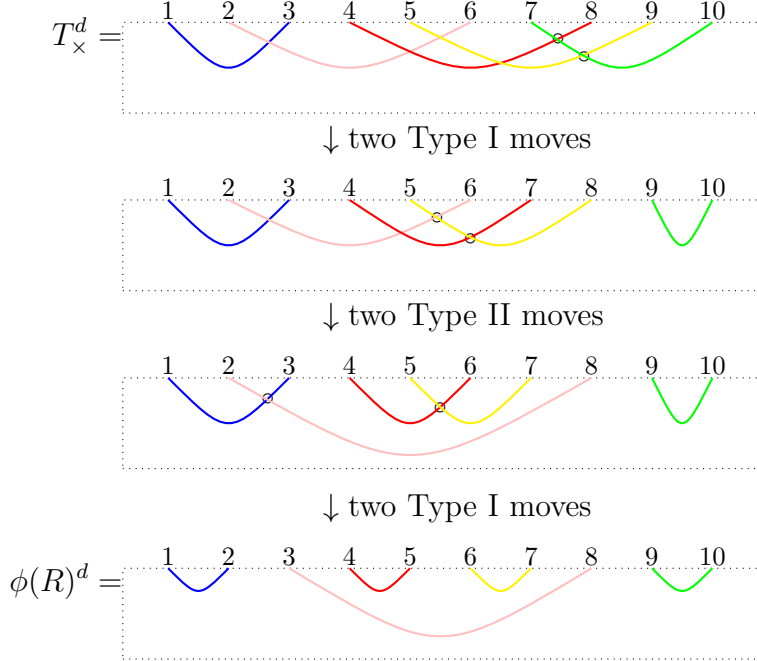 1 2 3 4 5 6 7 8 9 10
T_×^d =
↓ two Type I moves
1 2 3 4 5 6 7 8 9 10
↓ two Type II moves
1 2 3 4 5 6 7 8 9 10
↓ two Type I moves
1 2 3 4 5 6 7 8 9 10
ϕ(R)^d =